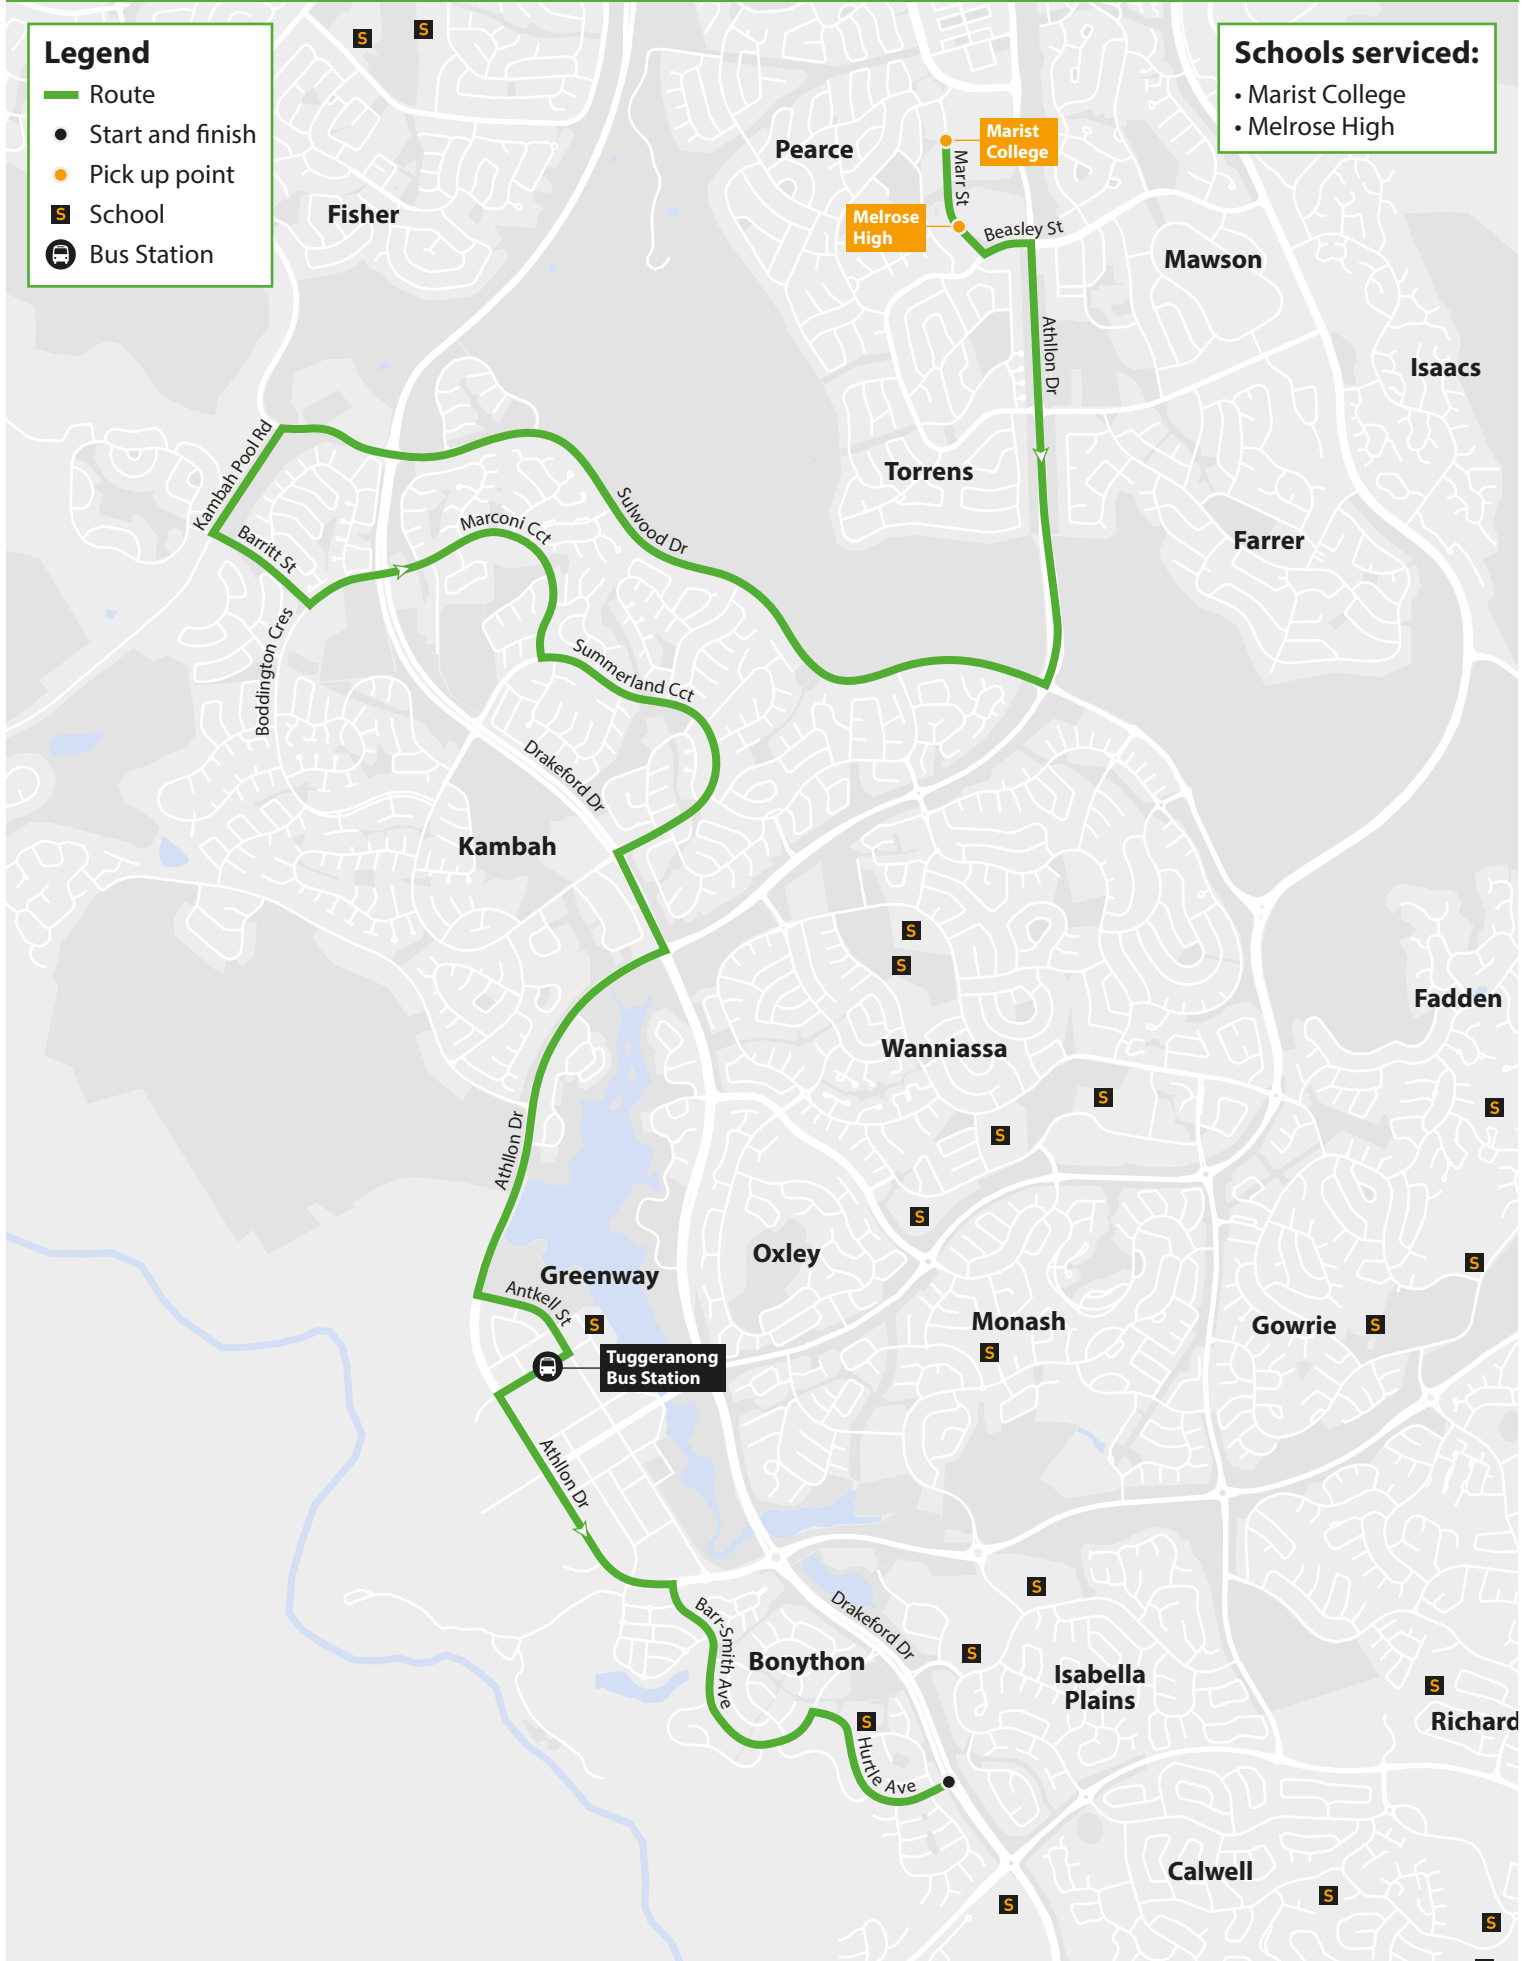 Legend
Route
Start and finish
Pick up point
S School
Bus Station
Schools serviced:
• Marist College
• Melrose High
S
S
Pearce
Marist
College
Marr St
Melrose
High
Beasley St
Fisher
Mawson
Athllon Dr
Isaacs
Kambah Pool Rd
Torrens
Sulwood Dr
Marconi Cct
Barritt St
Farrer
Boddington Cres
Summerland Cct
Drakeford Dr
Kambah
S
S
Fadden
Wanniassa
S
S
S
Athllon Dr
S
Oxley
S
Greenway
Antkell St
S
Monash
Gowrie
S
S
Tuggeranong
Bus Station
Athllon Dr
S
Barr-Smith Ave
Drakeford Dr
Bonython
S
Isabella
Plains
S
Richard
S
Hurtle Ave
Calwell
S
S
S